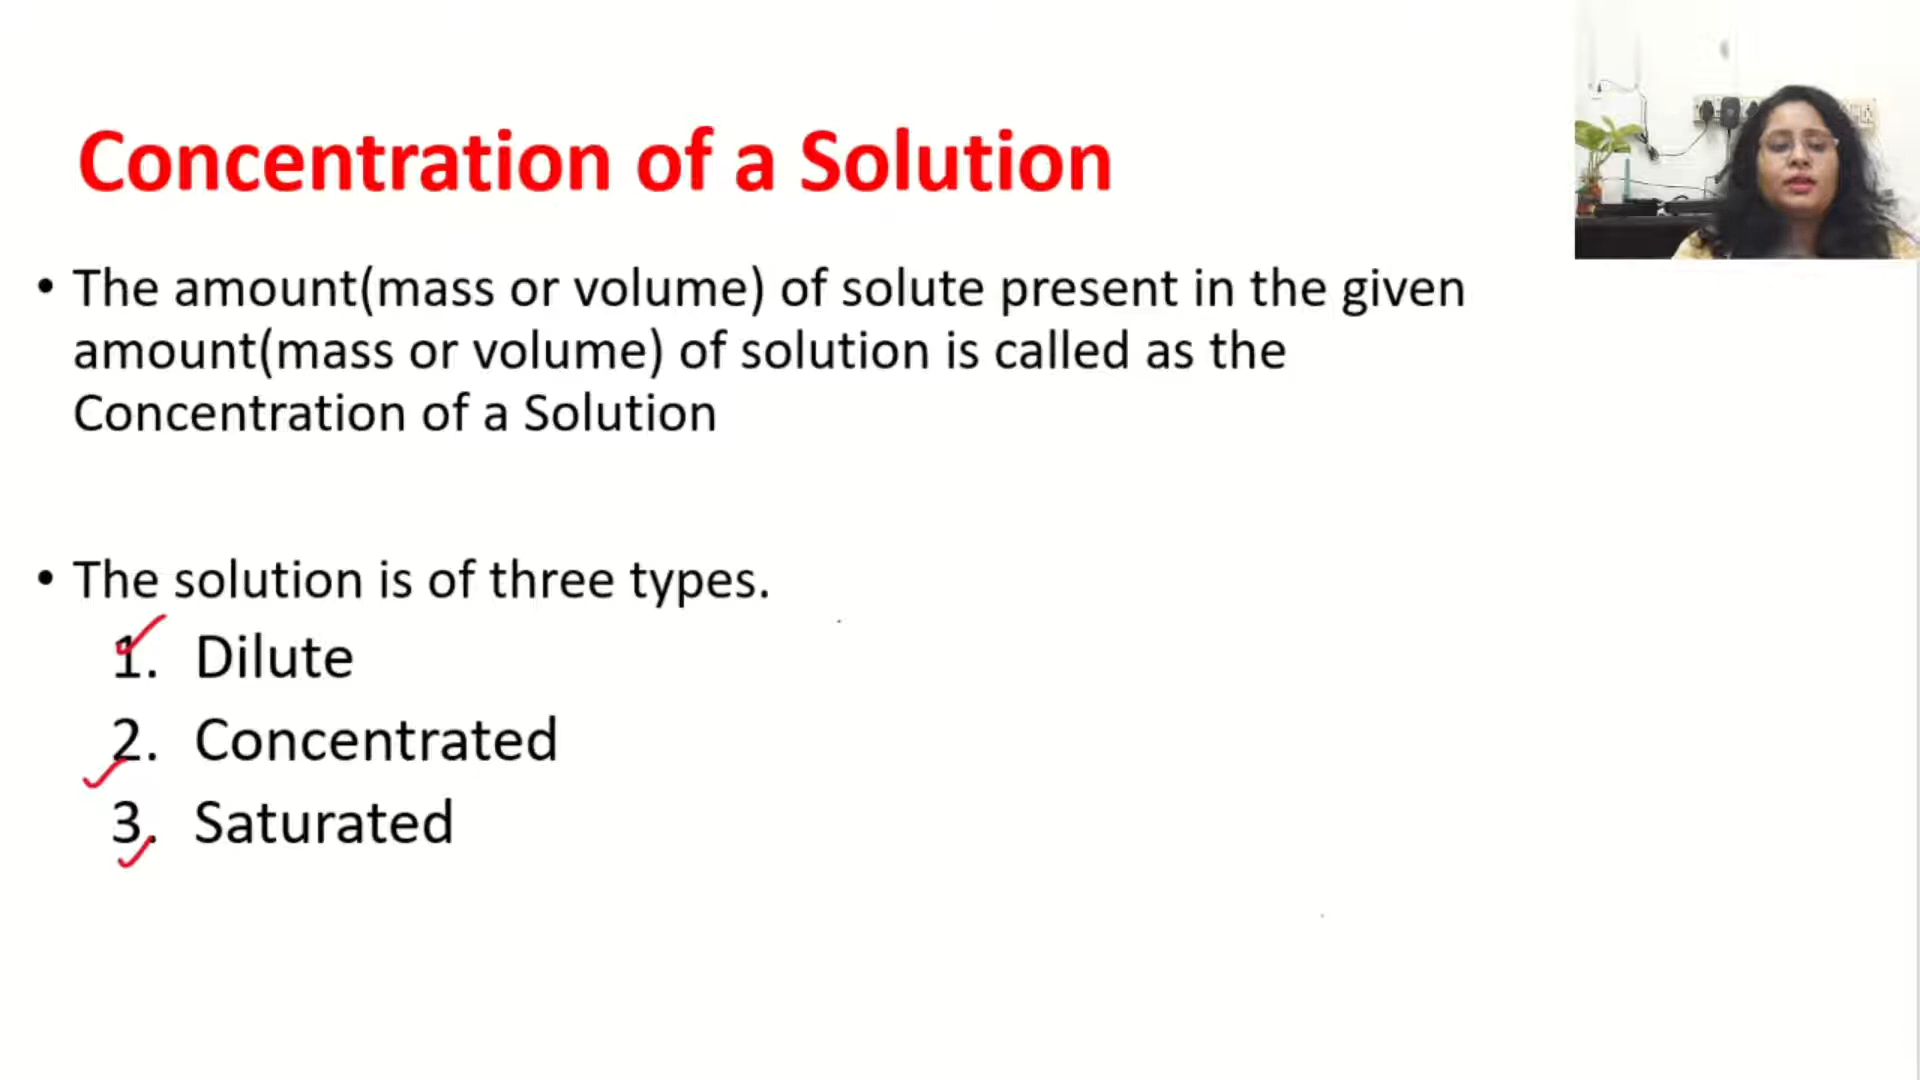 Concentration of a Solution
• The amount(mass or volume) of solute present in the given
amount(mass or volume) of solution is called as the
Concentration of a Solution
• The solution is of three types.
1. Dilute
2. Concentrated
3. Saturated